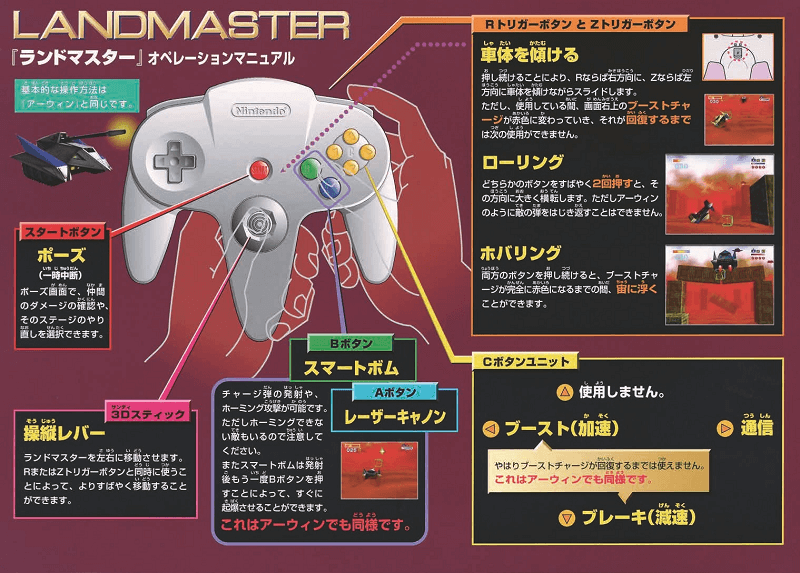 LANDMASTER
『ランドマスター』オペレーションマニュアル
基本的な操作方法は
『アーウィン』と同じです。
Nintendo
スタートボタン
ポーズ
(一時中断)
ポーズ画面で、仲間
のダメージの確認や、
そのステージのやり
直しを選択できます。
3Dスティック
操縦レバー
ランドマスターを左右に移動させます。
RまたはZトリガーボタンと同時に使うこ
とによって、よりすばやく移動すること
ができます。
Bボタン
スマートボム
Aボタン
レーザーキャノン
チャージ弾の発射や、
ホーミング攻撃が可能です。
ただしホーミングできな
い敵もいるので注意して
ください。
またスマートボムは発射
後もう一度Bボタンを押
すことによって、すぐに
起爆させることができます。
これはアーウィンでも同様です。
RトリガーボタンとZトリガーボタン
車体を傾ける
押し続けることにより、Rならば右方向に、Zならば左
方向に車体を傾けながらスライドします。
ただし、使用している間、画面右上のブーストチャ
ージが赤色に変わっていき、それが回復するまで
は次の使用ができません。
ローリング
どちらかのボタンをすばやく2回押すと、そ
の方向に大きく横転します。ただしアーウィン
のように敵の弾をはじき返すことはできません。
ホバリング
両方のボタンを押し続けると、ブーストチャ
ージが完全に赤色になるまでの間、宙に浮く
ことができます。
Cボタンユニット
使用しません。
ブースト(加速)
通信
やはりブーストチャージが回復するまでは使えません。
これはアーウィンでも同様です。
ブレーキ(減速)